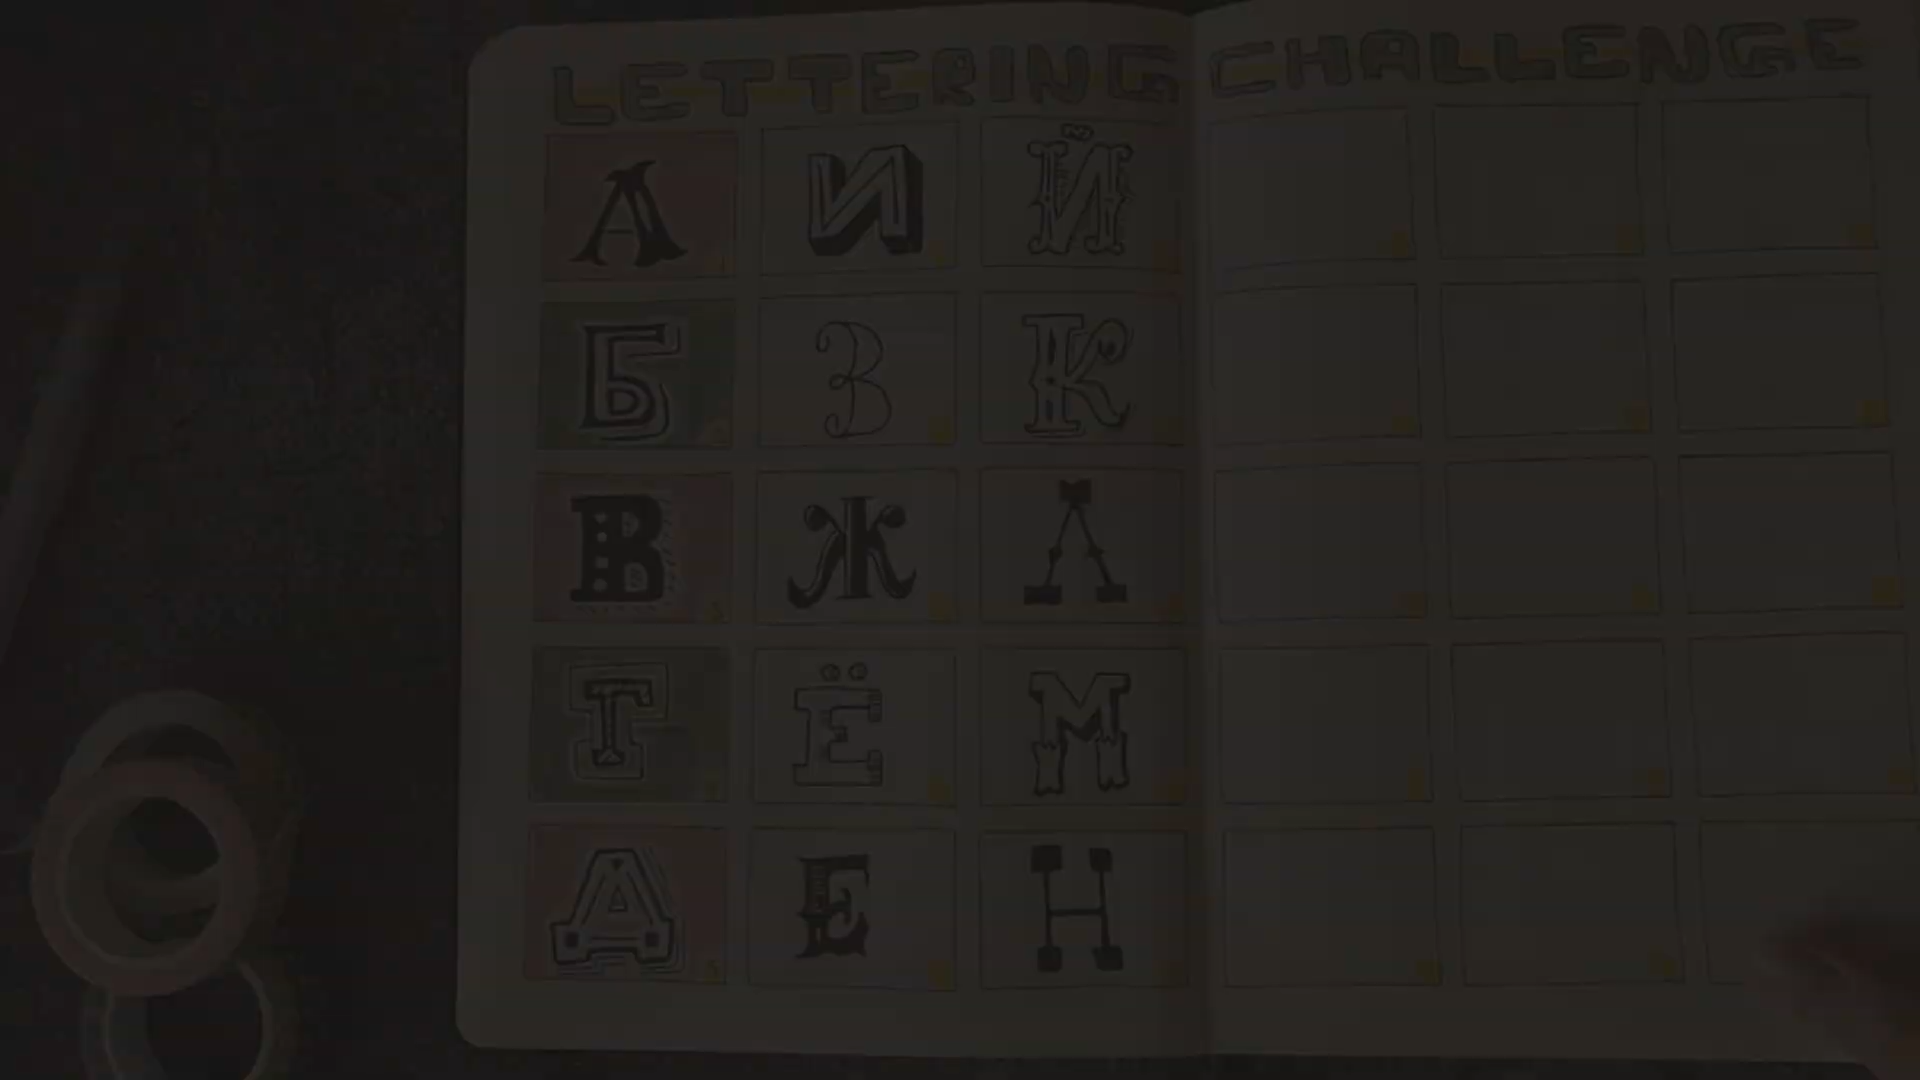 LETTERING CHALLENGE
А И Й
Б З К
В Ж Л
Г Ё М
Д Е Н